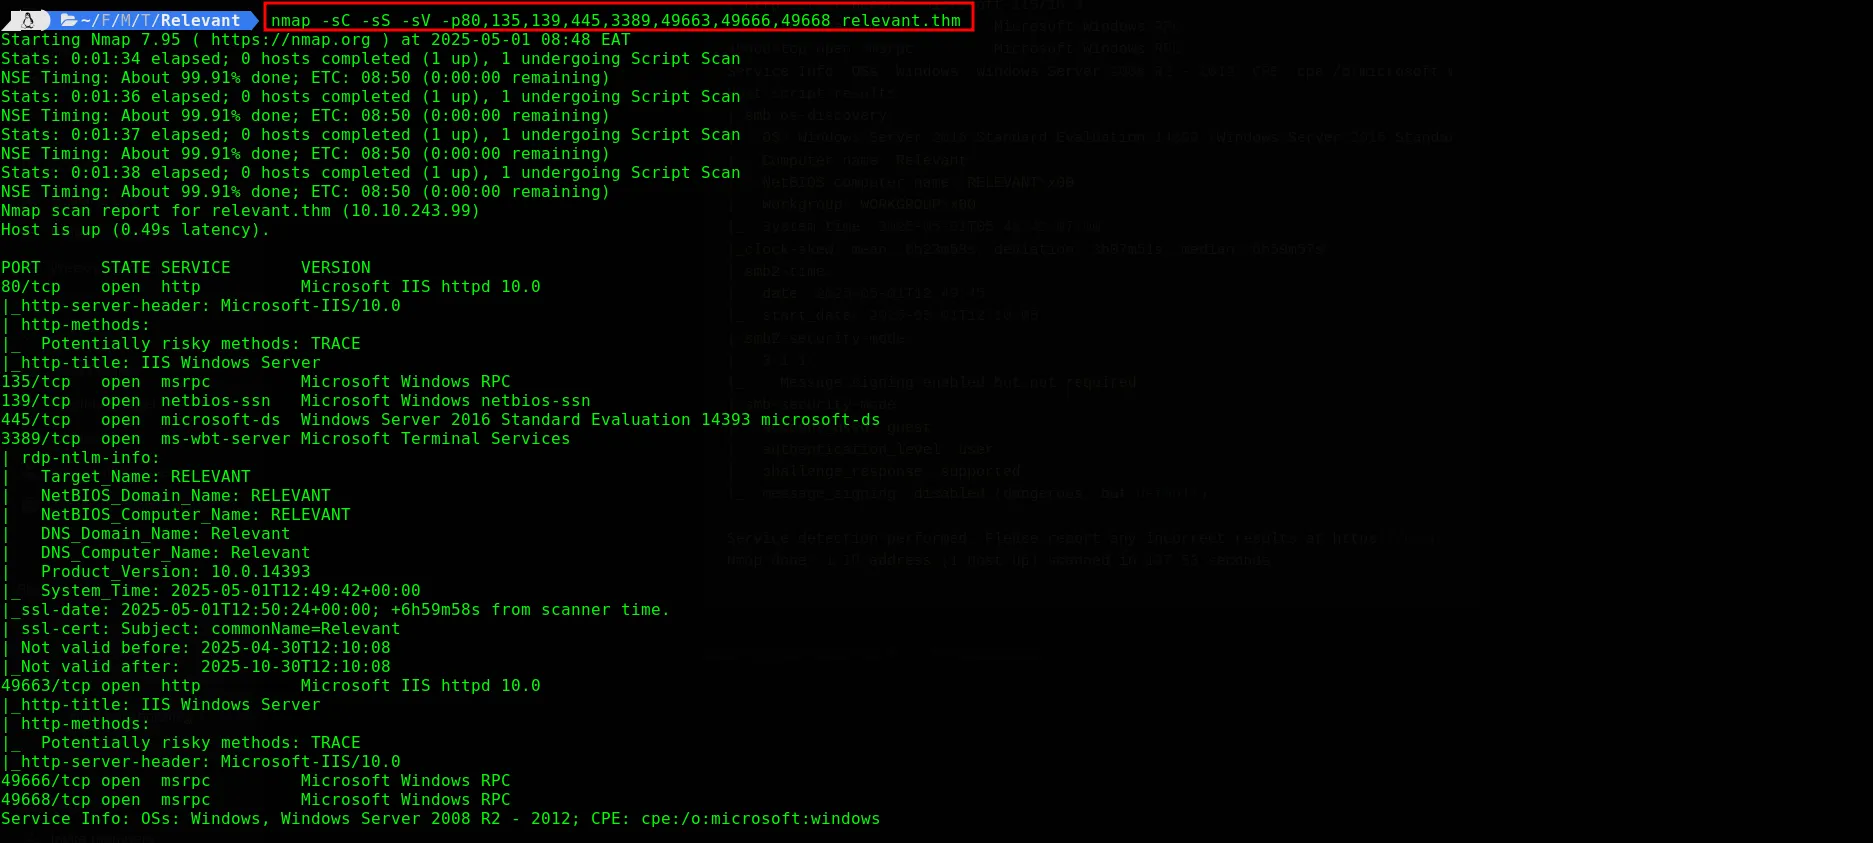 ~/F/M/T/Relevant nmap -sC -sS -sV -p80,135,139,445,3389,49663,49666,49668 relevant.thm
Starting Nmap 7.95 ( https://nmap.org ) at 2025-05-01 08:48 EAT
Stats: 0:01:34 elapsed; 0 hosts completed (1 up), 1 undergoing Script Scan
NSE Timing: About 99.91% done; ETC: 08:50 (0:00:00 remaining)
Stats: 0:01:36 elapsed; 0 hosts completed (1 up), 1 undergoing Script Scan
NSE Timing: About 99.91% done; ETC: 08:50 (0:00:00 remaining)
Stats: 0:01:37 elapsed; 0 hosts completed (1 up), 1 undergoing Script Scan
NSE Timing: About 99.91% done; ETC: 08:50 (0:00:00 remaining)
Stats: 0:01:38 elapsed; 0 hosts completed (1 up), 1 undergoing Script Scan
NSE Timing: About 99.91% done; ETC: 08:50 (0:00:00 remaining)
Nmap scan report for relevant.thm (10.10.243.99)
Host is up (0.49s latency).

PORT      STATE SERVICE       VERSION
80/tcp    open  http          Microsoft IIS httpd 10.0
|_http-server-header: Microsoft-IIS/10.0
| http-methods:
|_  Potentially risky methods: TRACE
|_http-title: IIS Windows Server
135/tcp   open  msrpc         Microsoft Windows RPC
139/tcp   open  netbios-ssn   Microsoft Windows netbios-ssn
445/tcp   open  microsoft-ds  Windows Server 2016 Standard Evaluation 14393 microsoft-ds
3389/tcp  open  ms-wbt-server Microsoft Terminal Services
| rdp-ntlm-info:
|   Target_Name: RELEVANT
|   NetBIOS_Domain_Name: RELEVANT
|   NetBIOS_Computer_Name: RELEVANT
|   DNS_Domain_Name: Relevant
|   DNS_Computer_Name: Relevant
|   Product_Version: 10.0.14393
|_  System_Time: 2025-05-01T12:49:42+00:00
|_ssl-date: 2025-05-01T12:50:24+00:00; +6h59m58s from scanner time.
| ssl-cert: Subject: commonName=Relevant
| Not valid before: 2025-04-30T12:10:08
|_Not valid after:  2025-10-30T12:10:08
49663/tcp open  http          Microsoft IIS httpd 10.0
|_http-title: IIS Windows Server
| http-methods:
|_  Potentially risky methods: TRACE
|_http-server-header: Microsoft-IIS/10.0
49666/tcp open  msrpc         Microsoft Windows RPC
49668/tcp open  msrpc         Microsoft Windows RPC
Service Info: OSs: Windows, Windows Server 2008 R2 - 2012; CPE: cpe:/o:microsoft:windows